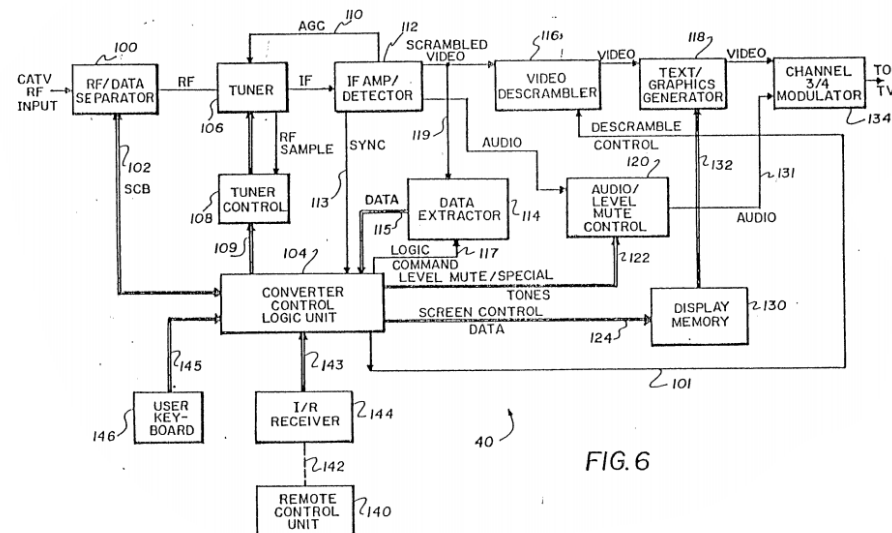 110
AGC
100
112
SCRAMBLED
VIDEO
116
118
CATV
RF
INPUT
RF/DATA
SEPARATOR
RF
TUNER
106
IF
IF AMP/
DETECTOR
VIDEO
DESCRAMBLER
VIDEO
TEXT/
GRAPHICS
GENERATOR
VIDEO
CHANNEL
3/4
MODULATOR
134
TO
TV
102
SCB
RF
SAMPLE
SYNC
113
119
AUDIO
DESCRAMBLE
CONTROL
120
132
131
108
TUNER
CONTROL
109
DATA
115
DATA
EXTRACTOR
114
AUDIO/
LEVEL
MUTE
CONTROL
AUDIO
104
LOGIC
COMMAND
117
122
CONVERTER
CONTROL
LOGIC UNIT
LEVEL MUTE/SPECIAL
TONES
SCREEN CONTROL
DATA
124
DISPLAY
MEMORY
130
145
143
101
146
USER
KEY-
BOARD
I/R
RECEIVER
144
40
142
FIG. 6
REMOTE
CONTROL
UNIT
140